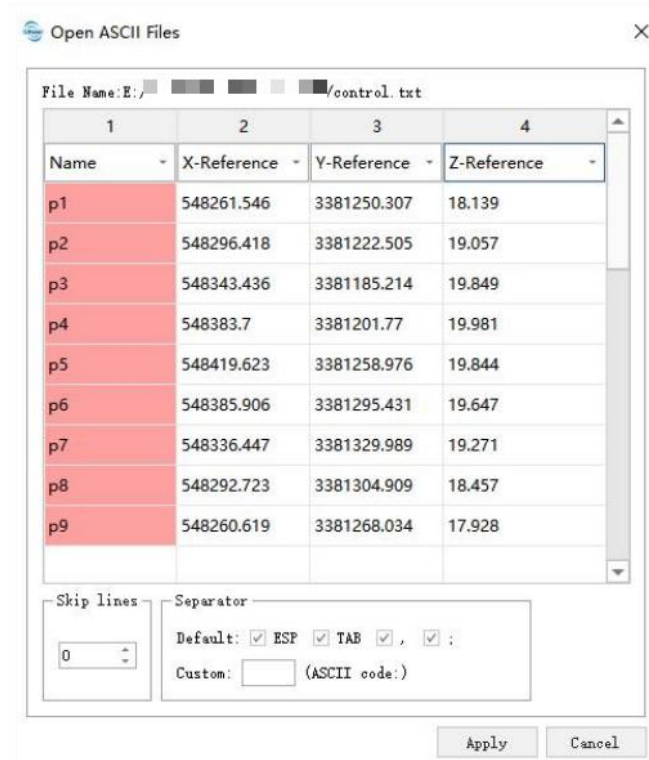 Open ASCII Files
File Name:E:/ /control.txt
1 2 3 4
Name X-Reference Y-Reference Z-Reference
p1 548261.546 3381250.307 18.139
p2 548296.418 3381222.505 19.057
p3 548343.436 3381185.214 19.849
p4 548383.7 3381201.77 19.981
p5 548419.623 3381258.976 19.844
p6 548385.906 3381295.431 19.647
p7 548336.447 3381329.989 19.271
p8 548292.723 3381304.909 18.457
p9 548260.619 3381268.034 17.928
Skip lines Separator
0 Default: ESP TAB , ;
Custom: (ASCII code:)
Apply Cancel